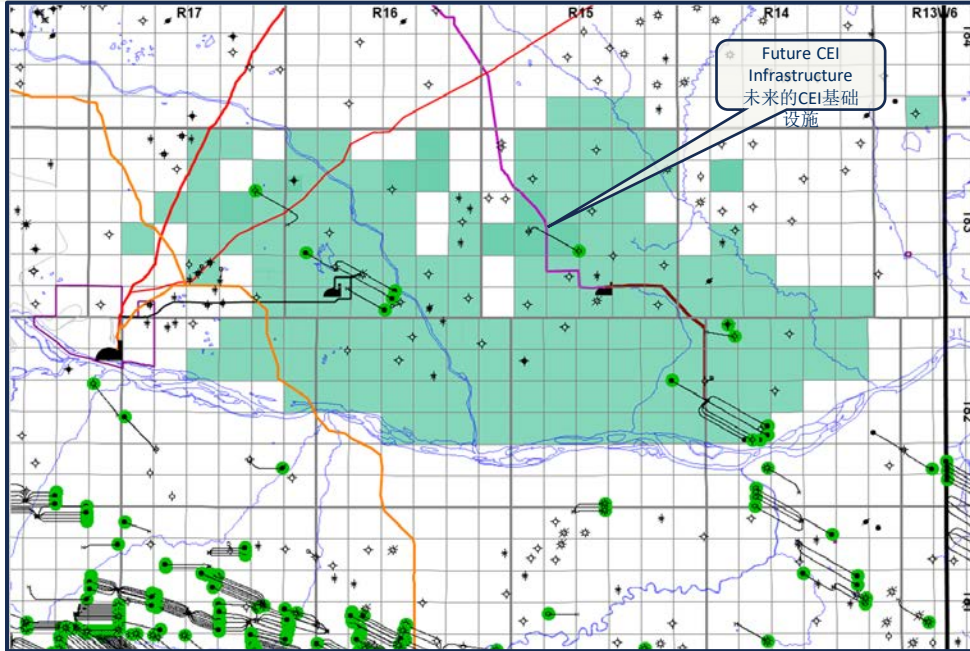 R17
R16
R15
R14
R13W6
Future CEI
Infrastructure
未来的CEI基础
设施